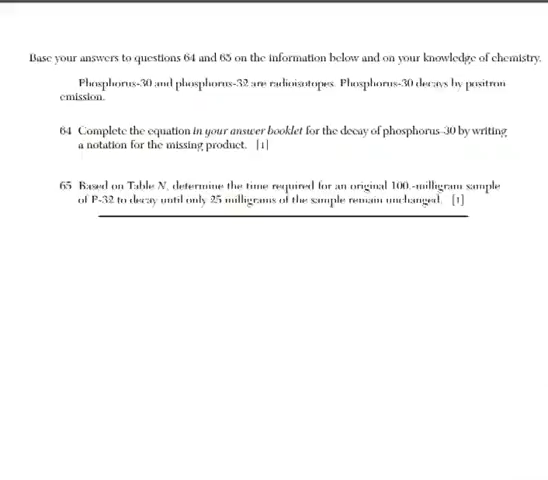 Base your answers to questions 64 and 65 on the information below and on your knowledge of chemistry.
Phosphorus-30 and phosphorus-32 are radioisotopes. Phosphorus-30 decays by positron
emission.
64 Complete the equation in your answer booklet for the decay of phosphorus-30 by writing
a notation for the missing product. [1]
65 Based on Table N, determine the time required for an original 100.-milligram sample
of P-32 to decay until only 25 milligrams of the sample remain unchanged. [1]